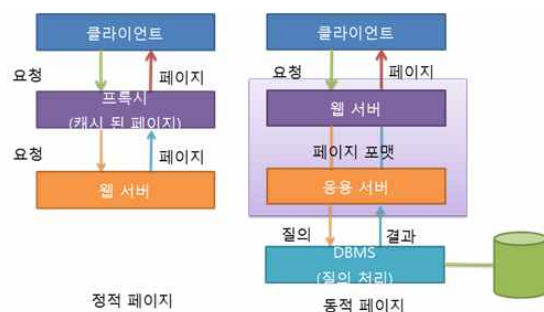 클라이언트
요청
페이지
프록시
(캐시 된 페이지)
요청
페이지
웹 서버
정적 페이지
클라이언트
요청
페이지
웹 서버
페이지 포맷
응용 서버
질의
결과
DBMS
(질의 처리)
동적 페이지